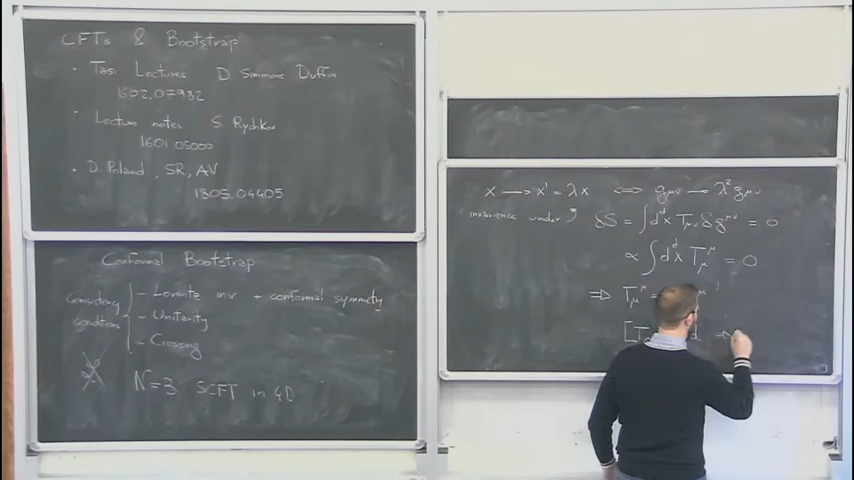 CFTs & Bootstrap
• Tasi Lectures D Simmons Duffin
1602.07982
• Lecture notes S Rychkov
1601.05000
• D Poland, SR, AV
1805.04405
Conformal Bootstrap
consistency conditions { – Lorentz inv + conformal symmetry
– Unitarity
– Crossing
N=3 SCFT in 4D
x → x' = λx ⇔ g_μν → λ² g_μν
invariance under ↗ δS = ∫d^d x T_μν δg^μν = 0
∝ ∫d^d x T_μ^μ = 0
⇒ T_μ^μ =